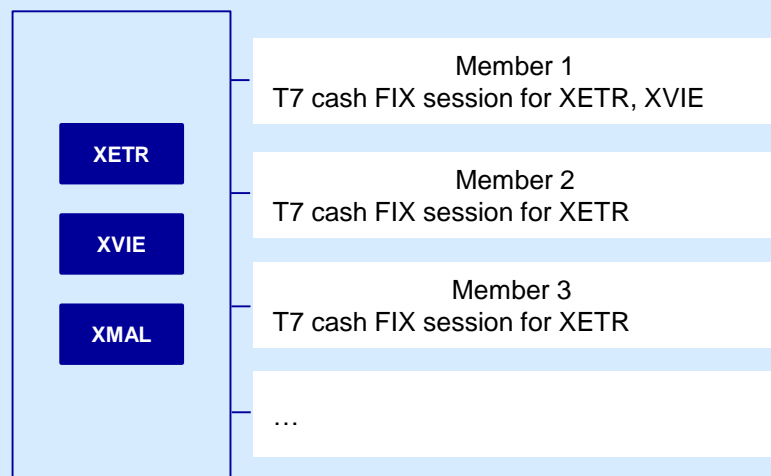 XETR
XVIE
XMAL
Member 1
T7 cash FIX session for XETR, XVIE
Member 2
T7 cash FIX session for XETR
Member 3
T7 cash FIX session for XETR
…